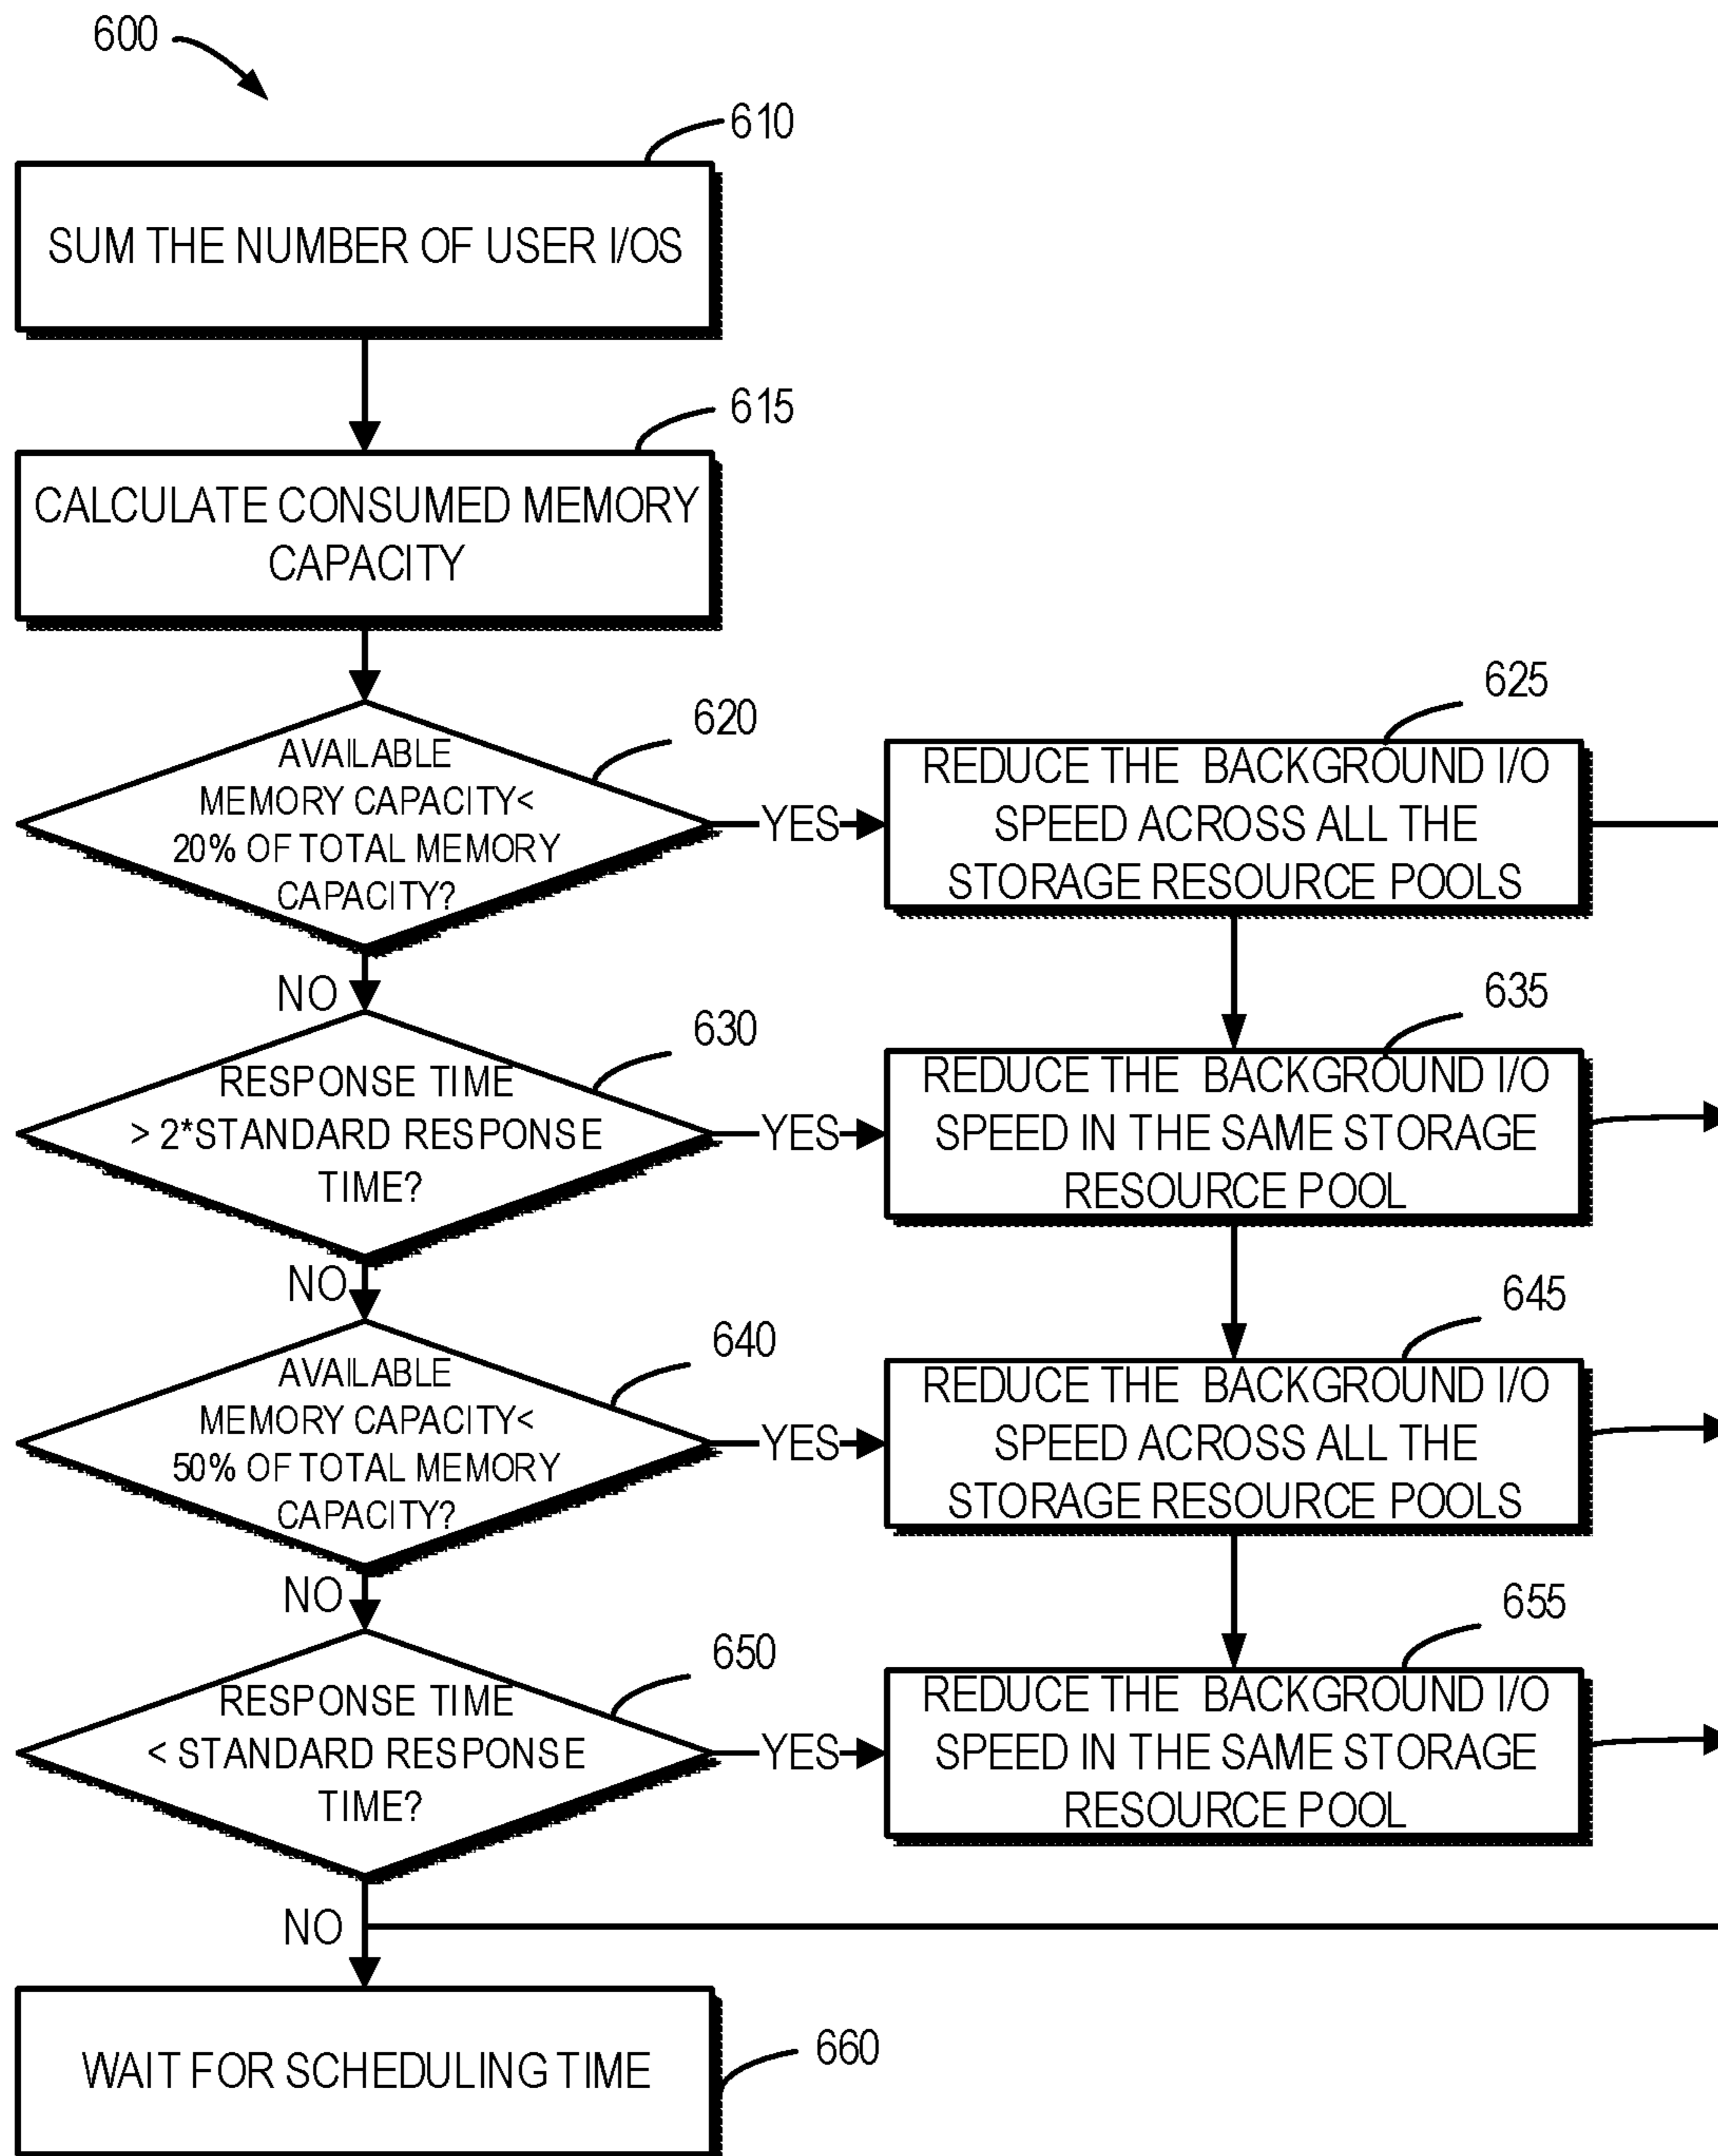 600
610
SUM THE NUMBER OF USER I/OS
615
CALCULATE CONSUMED MEMORY
CAPACITY
620
AVAILABLE
MEMORY CAPACITY<
20% OF TOTAL MEMORY
CAPACITY?
YES
625
REDUCE THE BACKGROUND I/O
SPEED ACROSS ALL THE
STORAGE RESOURCE POOLS
NO
630
RESPONSE TIME
> 2*STANDARD RESPONSE
TIME?
YES
635
REDUCE THE BACKGROUND I/O
SPEED IN THE SAME STORAGE
RESOURCE POOL
NO
640
AVAILABLE
MEMORY CAPACITY<
50% OF TOTAL MEMORY
CAPACITY?
YES
645
REDUCE THE BACKGROUND I/O
SPEED ACROSS ALL THE
STORAGE RESOURCE POOLS
NO
650
RESPONSE TIME
< STANDARD RESPONSE
TIME?
YES
655
REDUCE THE BACKGROUND I/O
SPEED IN THE SAME STORAGE
RESOURCE POOL
NO
WAIT FOR SCHEDULING TIME
660